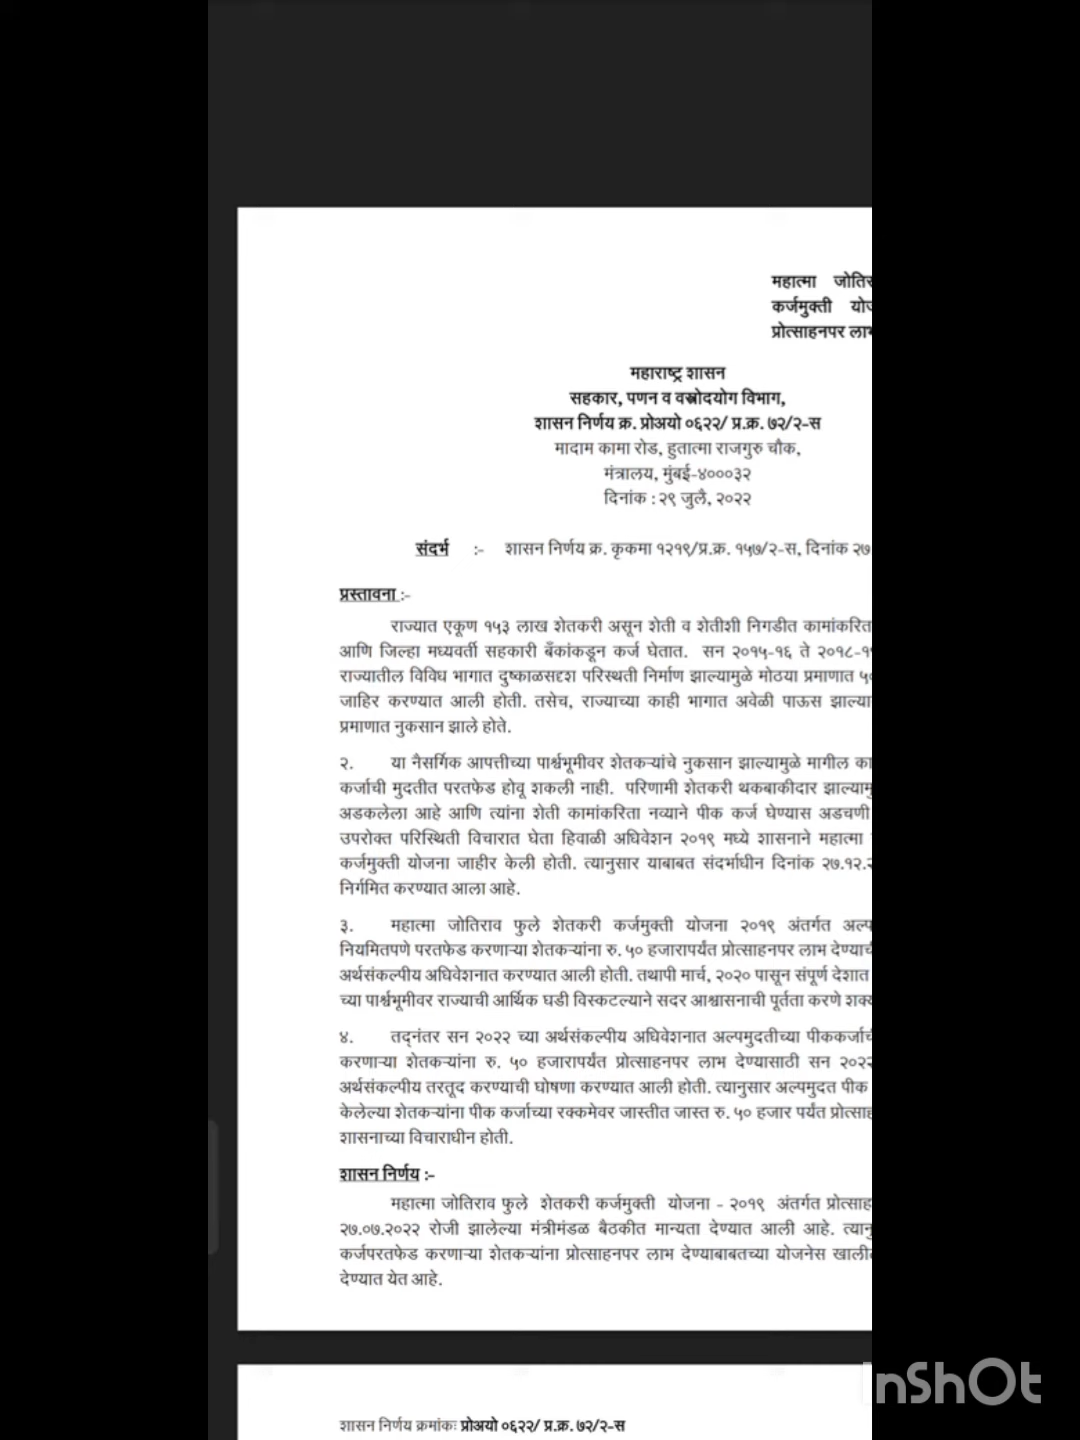 महात्मा जोतिरा
कर्जमुक्ती योज
प्रोत्साहनपर लाभ
महाराष्ट्र शासन
सहकार, पणन व वस्त्रोदयोग विभाग,
शासन निर्णय क्र. प्रोअयो ०६२२/ प्र.क्र. ७२/२-स
मादाम कामा रोड, हुतात्मा राजगुरु चौक,
मंत्रालय, मुंबई-४०००३२
दिनांक : २९ जुलै, २०२२
संदर्भ :- शासन निर्णय क्र. कृकमा १२१९/प्र.क्र. १५७/२-स, दिनांक २७
प्रस्तावना :-
राज्यात एकूण १५३ लाख शेतकरी असून शेती व शेतीशी निगडीत कामांकरित
आणि जिल्हा मध्यवर्ती सहकारी बँकांकडून कर्ज घेतात. सन २०१५-१६ ते २०१८-१
राज्यातील विविध भागात दुष्काळसदृश परिस्थती निर्माण झाल्यामुळे मोठया प्रमाणात ५
जाहिर करण्यात आली होती. तसेच, राज्याच्या काही भागात अवेळी पाऊस झाल्या
प्रमाणात नुकसान झाले होते.
२. या नैसर्गिक आपत्तीच्या पार्श्वभूमीवर शेतकऱ्यांचे नुकसान झाल्यामुळे मागील का
कर्जाची मुदतीत परतफेड होवू शकली नाही. परिणामी शेतकरी थकबाकीदार झाल्यामु
अडकलेला आहे आणि त्यांना शेती कामांकरिता नव्याने पीक कर्ज घेण्यास अडचणी
उपरोक्त परिस्थिती विचारात घेता हिवाळी अधिवेशन २०१९ मध्ये शासनाने महात्मा
कर्जमुक्ती योजना जाहीर केली होती. त्यानुसार याबाबत संदर्भाधीन दिनांक २७.१२.२
निर्गमित करण्यात आला आहे.
३. महात्मा जोतिराव फुले शेतकरी कर्जमुक्ती योजना २०१९ अंतर्गत अल्प
नियमितपणे परतफेड करणाऱ्या शेतकऱ्यांना रु. ५० हजारापर्यंत प्रोत्साहनपर लाभ देण्याची
अर्थसंकल्पीय अधिवेशनात करण्यात आली होती. तथापी मार्च, २०२० पासून संपूर्ण देशात
च्या पार्श्वभूमीवर राज्याची आर्थिक घडी विस्कटल्याने सदर आश्वासनाची पूर्तता करणे शक्य
४. तद्नंतर सन २०२२ च्या अर्थसंकल्पीय अधिवेशनात अल्पमुदतीच्या पीककर्जाची
करणाऱ्या शेतकऱ्यांना रु. ५० हजारापर्यंत प्रोत्साहनपर लाभ देण्यासाठी सन २०२२
अर्थसंकल्पीय तरतूद करण्याची घोषणा करण्यात आली होती. त्यानुसार अल्पमुदत पीक
केलेल्या शेतकऱ्यांना पीक कर्जाच्या रक्कमेवर जास्तीत जास्त रु. ५० हजार पर्यंत प्रोत्साह
शासनाच्या विचाराधीन होती.
शासन निर्णय :-
महात्मा जोतिराव फुले शेतकरी कर्जमुक्ती योजना - २०१९ अंतर्गत प्रोत्साह
२७.०७.२०२२ रोजी झालेल्या मंत्रीमंडळ बैठकीत मान्यता देण्यात आली आहे. त्यानु
कर्जपरतफेड करणाऱ्या शेतकऱ्यांना प्रोत्साहनपर लाभ देण्याबाबतच्या योजनेस खालील
देण्यात येत आहे.
शासन निर्णय क्रमांकः प्रोअयो ०६२२/ प्र.क्र. ७२/२-स
InShOt